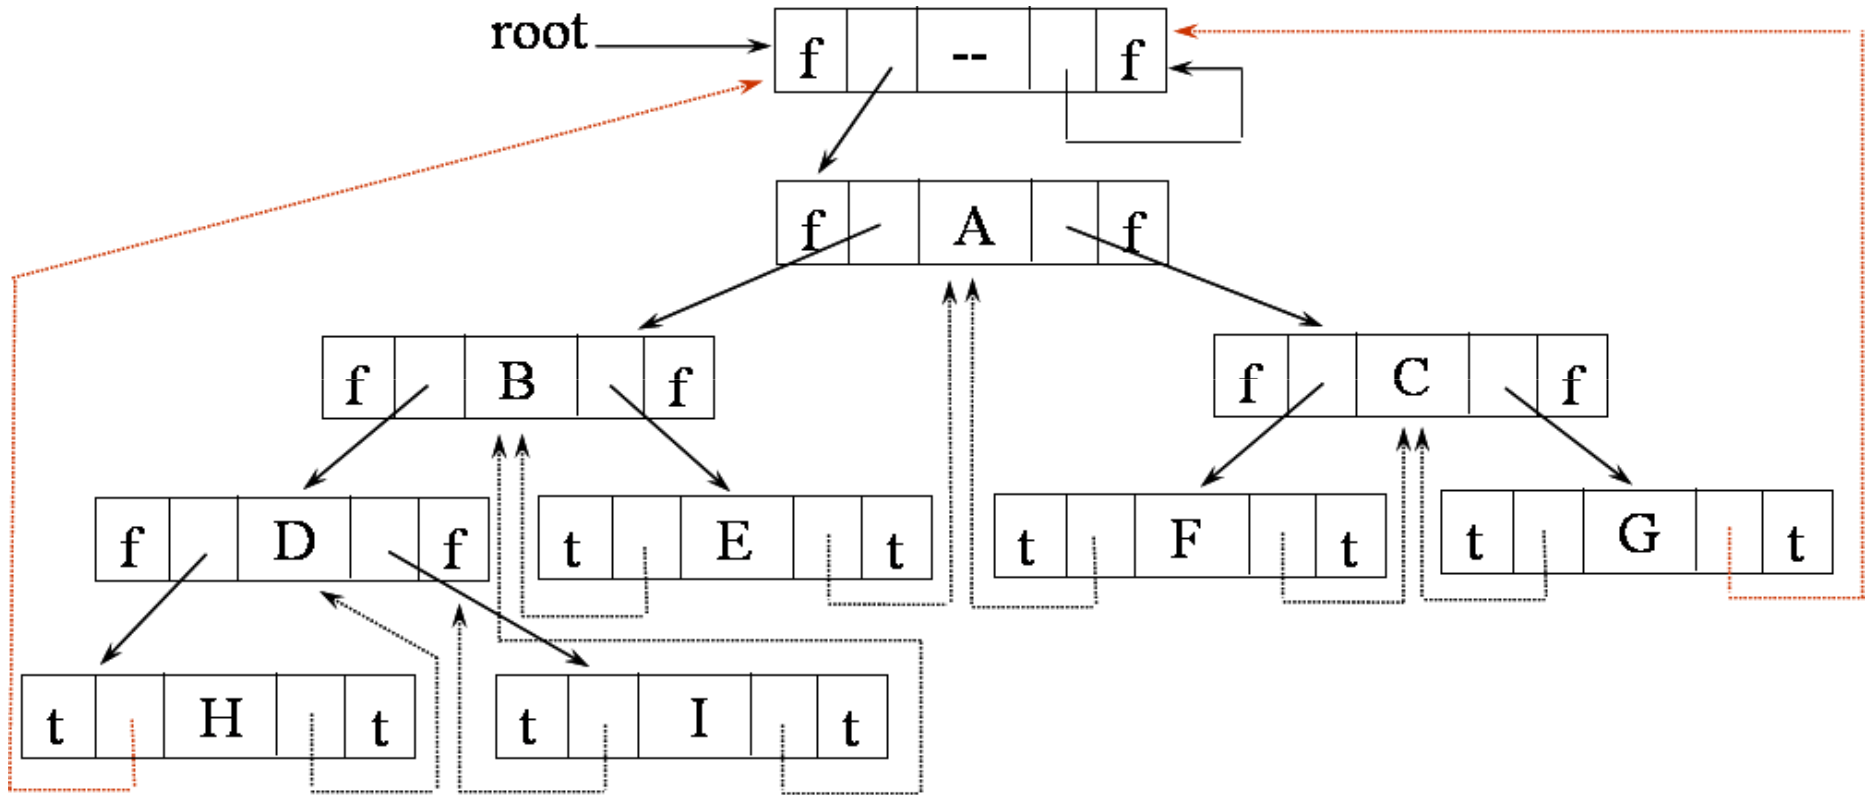 root f -- f
f A f
f B f f C f
f D f t E t t F t t G t
t H t t I t